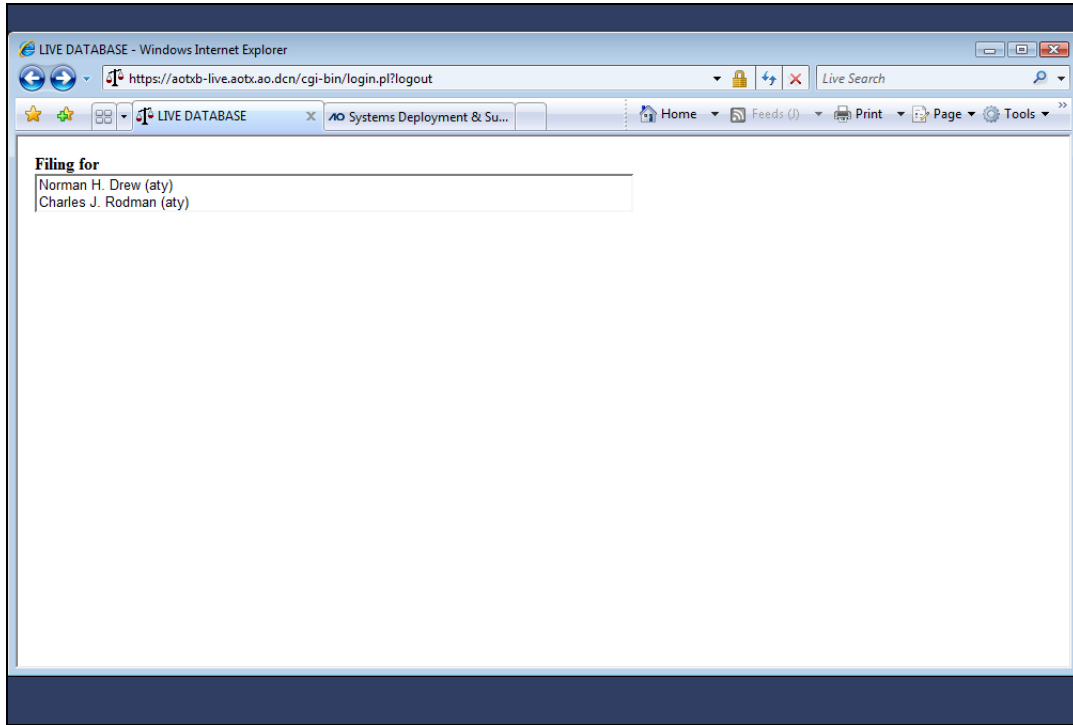 LIVE DATABASE - Windows Internet Explorer
https://aotxb-live.aotx.ao.dcn/cgi-bin/login.pl?logout
Live Search
LIVE DATABASE
AO Systems Deployment & Su...
Home
Feeds (J)
Print
Page
Tools
Filing for
Norman H. Drew (aty)
Charles J. Rodman (aty)